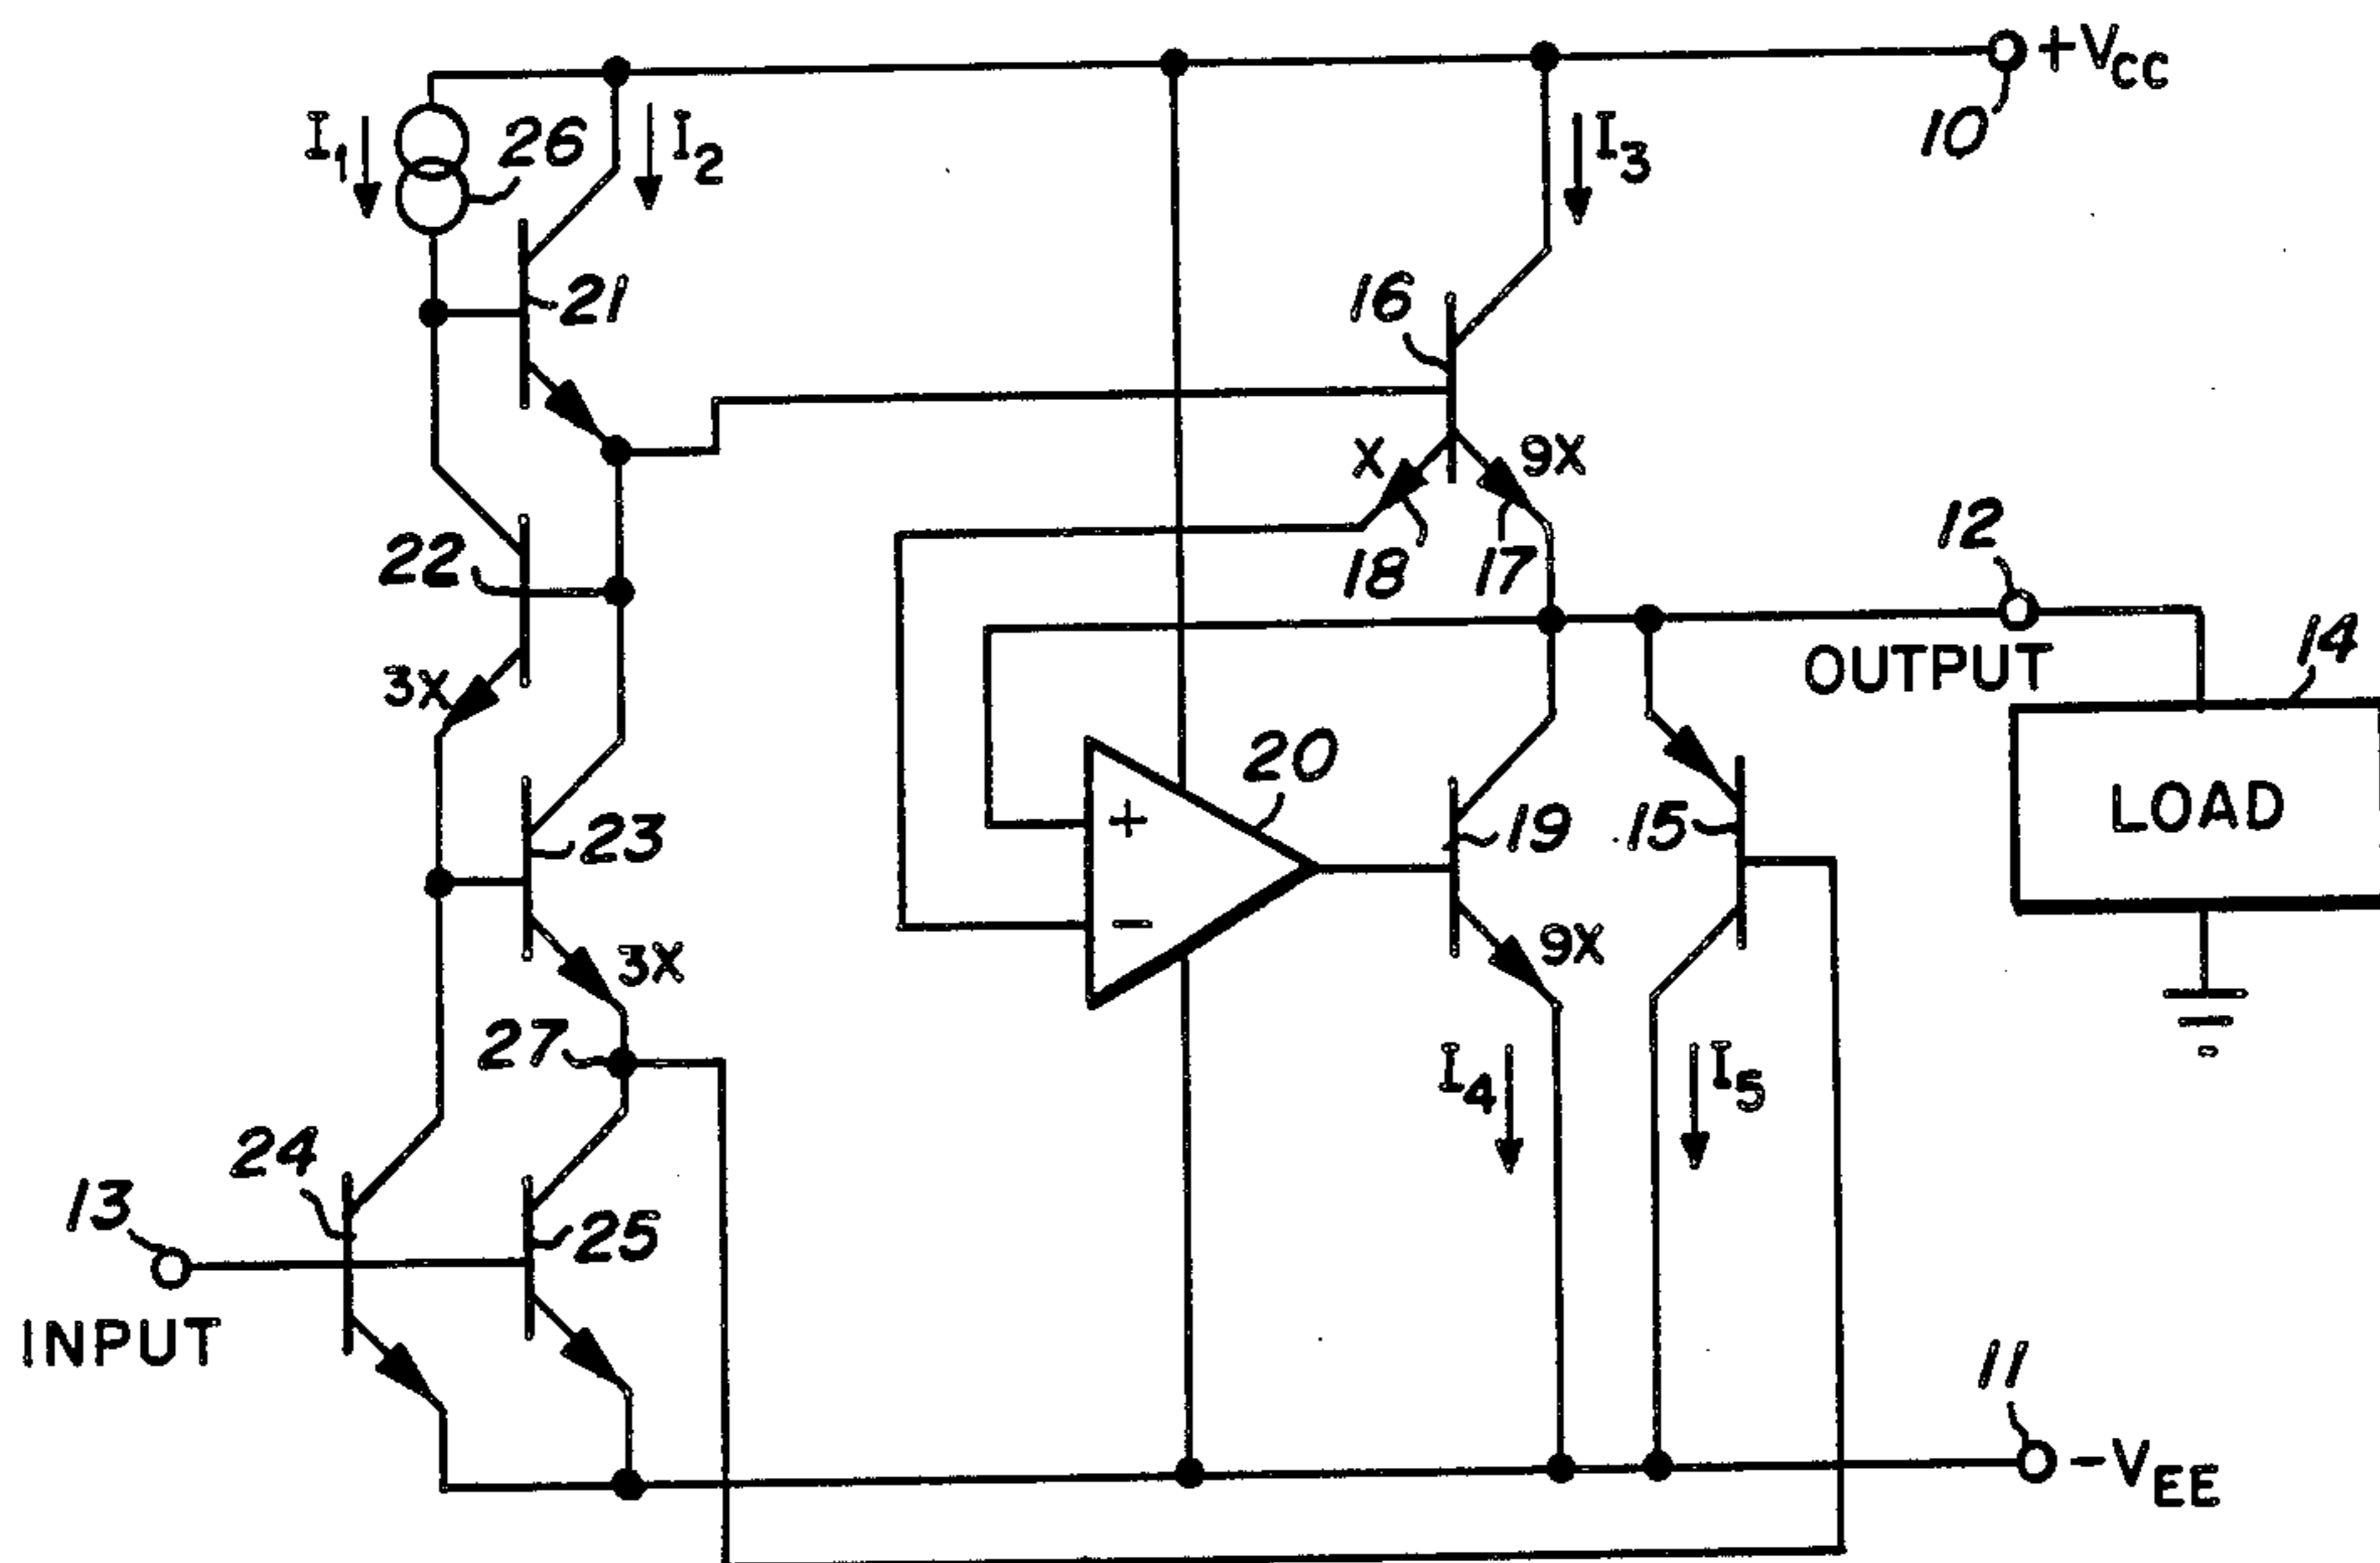 +VCC
10
I1
26
I2
I3
21
16
X
9X
18
17
12
OUTPUT
14
LOAD
22
3X
20
+
−
23
3X
19
15
9X
27
I4
I5
24
25
13
INPUT
11
−VEE